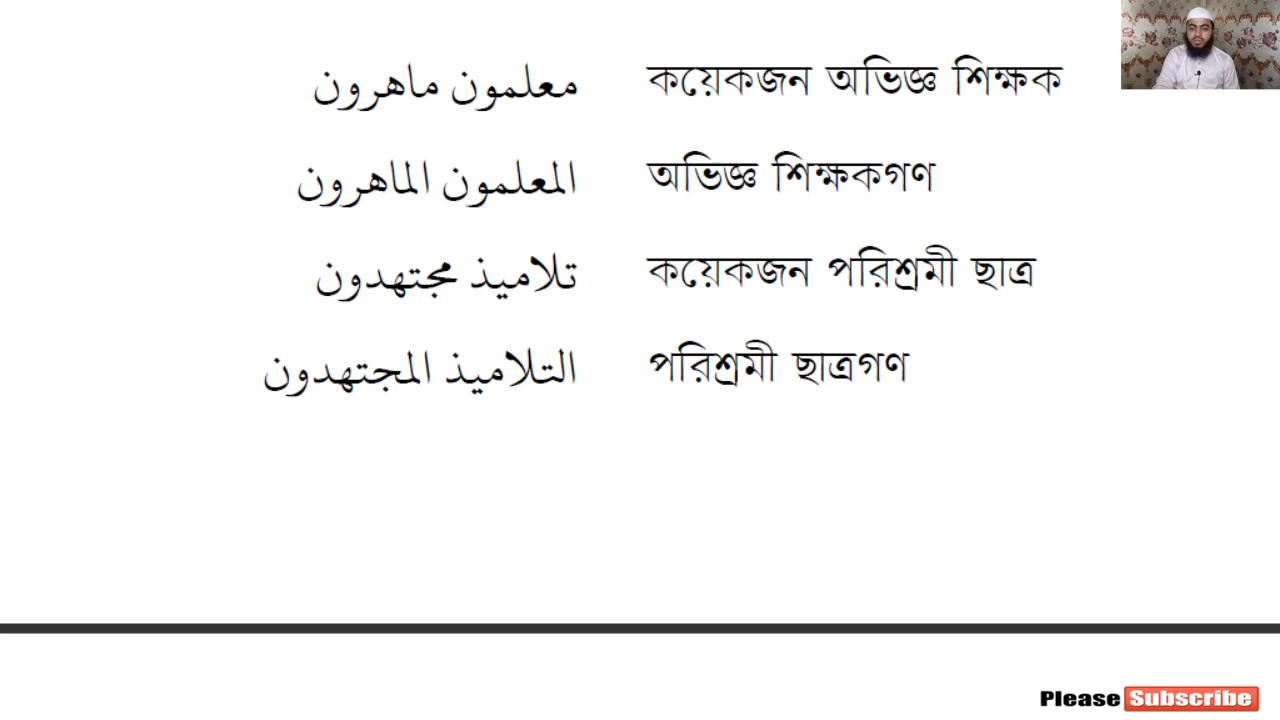 معلمون ماهرون কয়েকজন অভিজ্ঞ শিক্ষক
المعلمون الماهرون অভিজ্ঞ শিক্ষকগণ
تلاميذ مجتهدون কয়েকজন পরিশ্রমী ছাত্র
التلاميذ المجتهدون পরিশ্রমী ছাত্রগণ
Please Subscribe